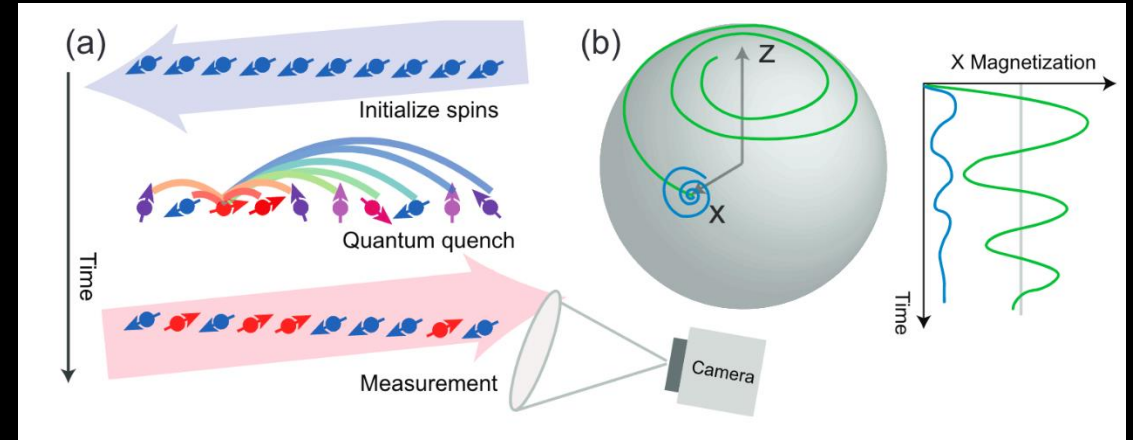 (a)
Initialize spins
Quantum quench
Time
Measurement
Camera
(b)
Z
X
X Magnetization
Time